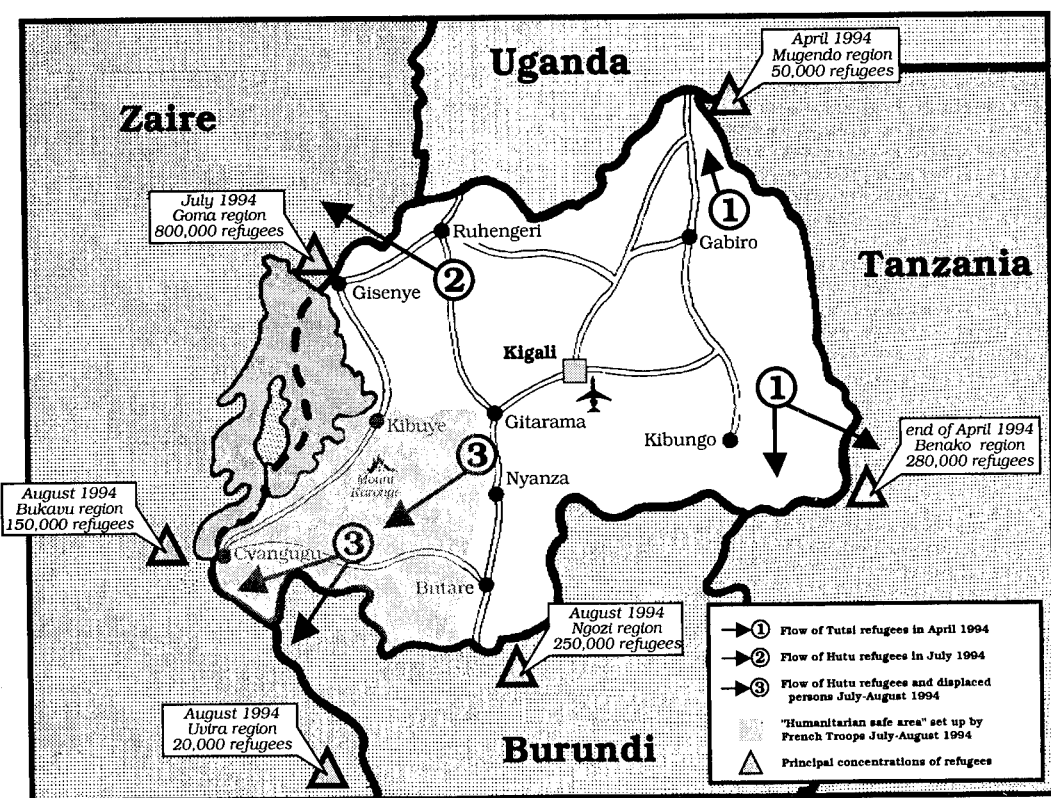 Uganda
April 1994
Mugendo region
50,000 refugees
Zaire
July 1994
Goma region
800,000 refugees
1
Ruhengeri
Gabiro
Tanzania
2
Gisenye
Kigali
1
Kibuye
Gitarama
Kibungo
end of April 1994
Benako region
280,000 refugees
3
Mount
Nyanza
August 1994
Bukavu region
150,000 refugees
3
Cyangugu
Butare
August 1994
Ngozi region
250,000 refugees
August 1994
Uvira region
20,000 refugees
Burundi
1 Flow of Tutsi refugees in April 1994
2 Flow of Hutu refugees in July 1994
3 Flow of Hutu refugees and displaced
persons July-August 1994
"Humanitarian safe area" set up by
French Troops July-August 1994
Principal concentrations of refugees